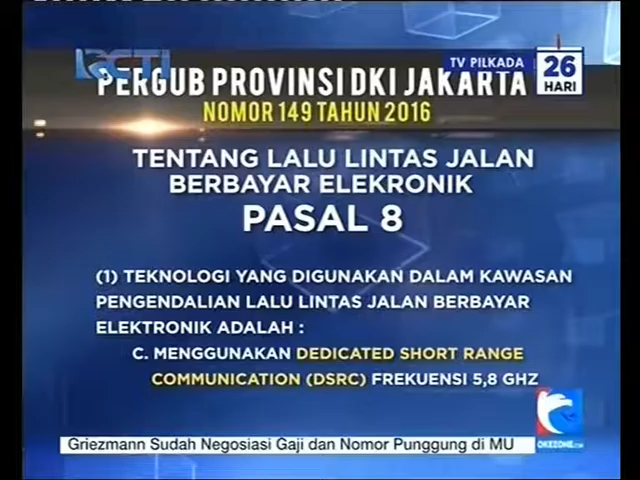 RCTI
TV PILKADA
26
HARI
PERGUB PROVINSI DKI JAKARTA
NOMOR 149 TAHUN 2016
TENTANG LALU LINTAS JALAN
BERBAYAR ELEKRONIK
PASAL 8
(1) TEKNOLOGI YANG DIGUNAKAN DALAM KAWASAN
PENGENDALIAN LALU LINTAS JALAN BERBAYAR
ELEKTRONIK ADALAH :
C. MENGGUNAKAN DEDICATED SHORT RANGE
COMMUNICATION (DSRC) FREKUENSI 5,8 GHZ
OKEZONE.COM
Griezmann Sudah Negosiasi Gaji dan Nomor Punggung di MU